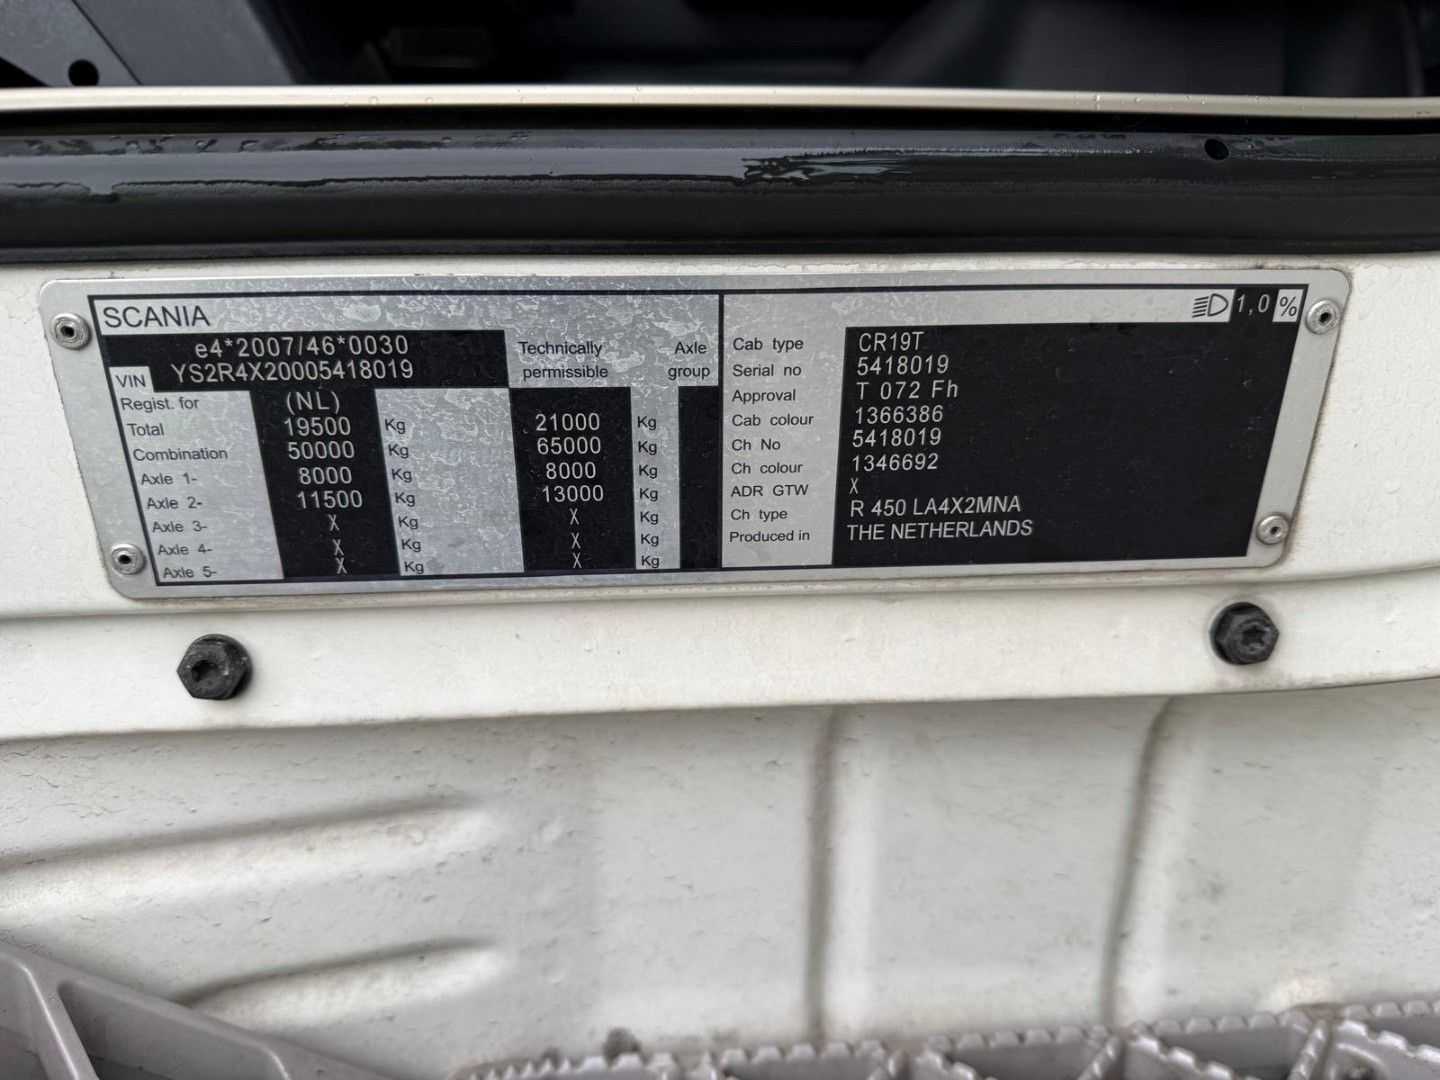 SCANIA
1,0 %
e4*2007/46*0030
VIN YS2R4X20005418019
Technically permissible
Axle group
Regist. for (NL)
Total 19500 Kg 21000 Kg
Combination 50000 Kg 65000 Kg
Axle 1- 8000 Kg 8000 Kg
Axle 2- 11500 Kg 13000 Kg
Axle 3- X Kg X Kg
Axle 4- X Kg X Kg
Axle 5- X Kg X Kg
Cab type CR19T
Serial no 5418019
Approval T 072 Fh
Cab colour 1366386
Ch No 5418019
Ch colour 1346692
ADR GTW X
Ch type R 450 LA4X2MNA
Produced in THE NETHERLANDS